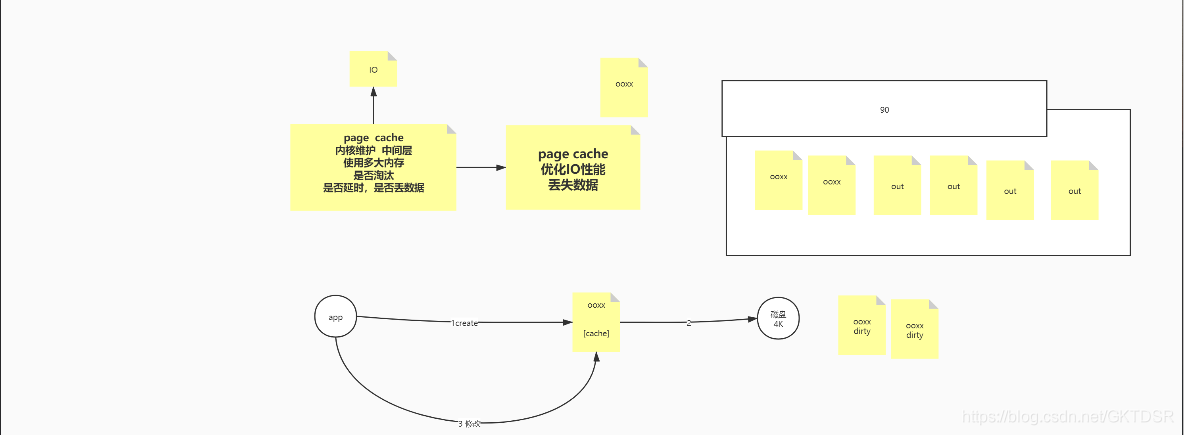 IO
page cache
内核维护 中间层
使用多大内存
是否淘汰
是否延时，是否丢数据
page cache
优化IO性能
丢失数据
ooxx
90
ooxx
ooxx
out
out
out
out
app
1create
ooxx
[cache]
2
磁盘
4K
ooxx
dirty
ooxx
dirty
3 修改
https://blog.csdn.net/GKTDSR